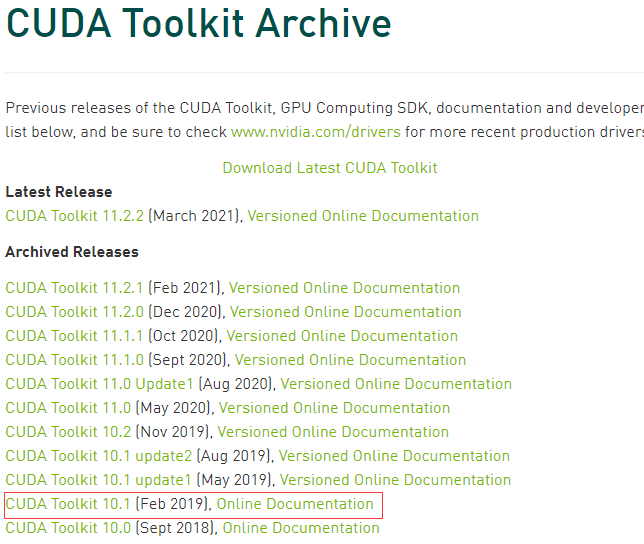 CUDA Toolkit Archive
Previous releases of the CUDA Toolkit, GPU Computing SDK, documentation and developer
list below, and be sure to check www.nvidia.com/drivers for more recent production drivers
Download Latest CUDA Toolkit
Latest Release
CUDA Toolkit 11.2.2 (March 2021), Versioned Online Documentation
Archived Releases
CUDA Toolkit 11.2.1 (Feb 2021), Versioned Online Documentation
CUDA Toolkit 11.2.0 (Dec 2020), Versioned Online Documentation
CUDA Toolkit 11.1.1 (Oct 2020), Versioned Online Documentation
CUDA Toolkit 11.1.0 (Sept 2020), Versioned Online Documentation
CUDA Toolkit 11.0 Update1 (Aug 2020), Versioned Online Documentation
CUDA Toolkit 11.0 (May 2020), Versioned Online Documentation
CUDA Toolkit 10.2 (Nov 2019), Versioned Online Documentation
CUDA Toolkit 10.1 update2 (Aug 2019), Versioned Online Documentation
CUDA Toolkit 10.1 update1 (May 2019), Versioned Online Documentation
CUDA Toolkit 10.1 (Feb 2019), Online Documentation
CUDA Toolkit 10.0 (Sept 2018), Online Documentation